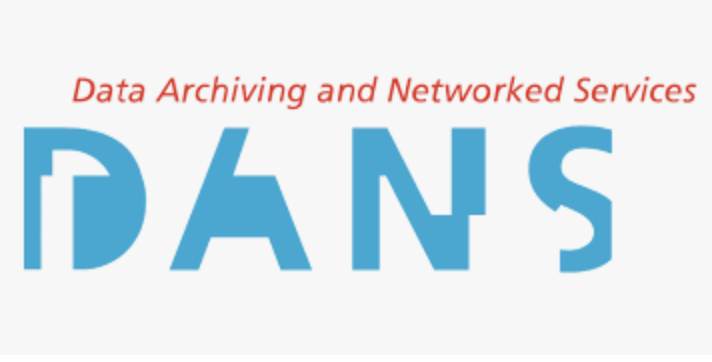 Data Archiving and Networked Services
DANS